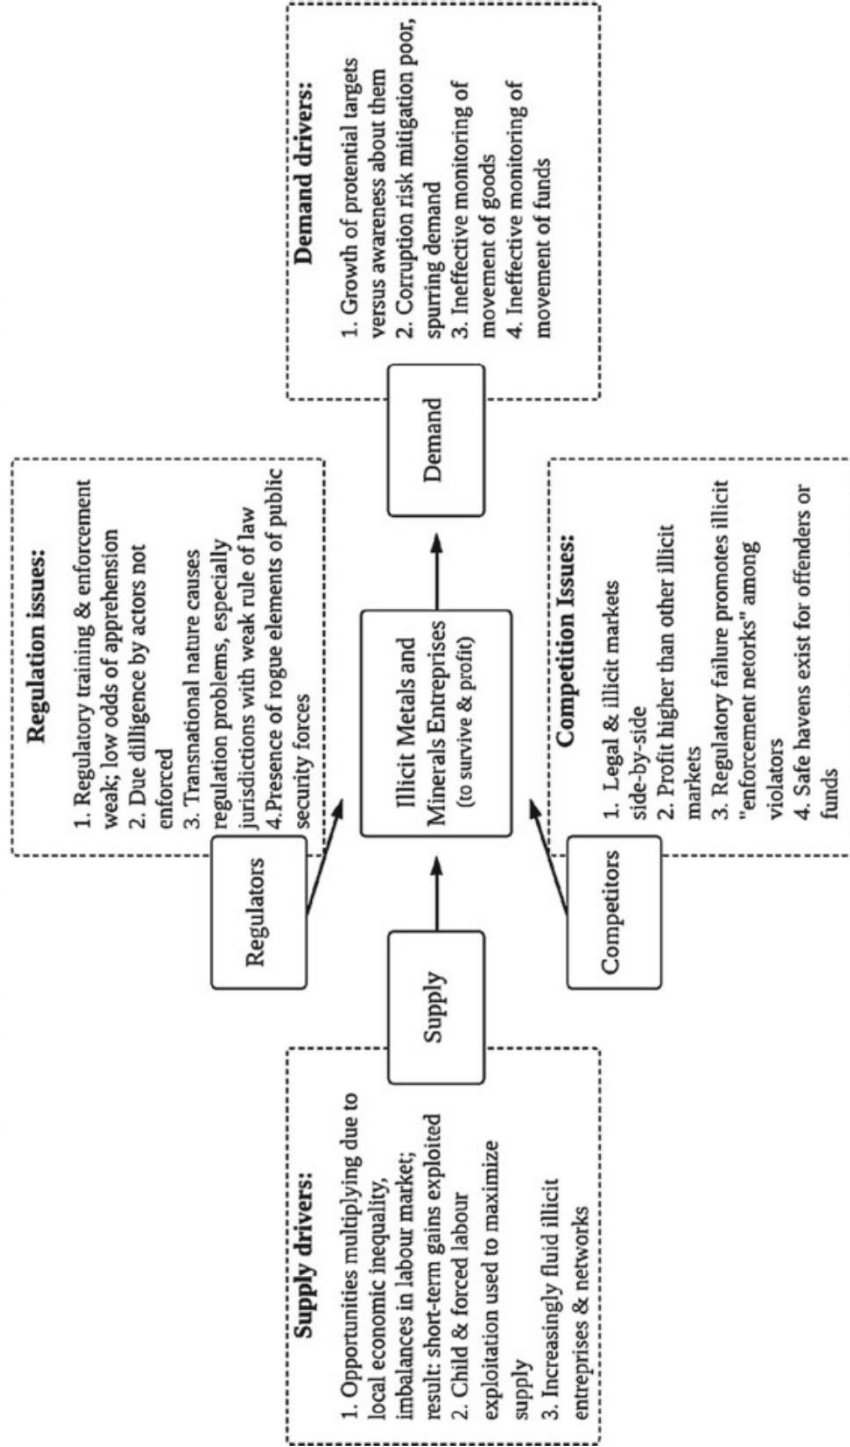 Regulation issues:
1. Regulatory training & enforcement
weak; low odds of apprehension
2. Due dilligence by actors not
enforced
3. Transnational nature causes
regulation problems, especially
jurisdictions with weak rule of law
4.Presence of rogue elements of public
security forces
Regulators
Supply drivers:
1. Opportunities multiplying due to
local economic inequality,
imbalances in labour market;
result: short-term gains exploited
2. Child & forced labour
exploitation used to maximize
supply
3. Increasingly fluid illicit
entreprises & networks
Supply
Illicit Metals and
Minerals Entreprises
(to survive & profit)
Demand
Demand drivers:
1. Growth of protential targets
versus awareness about them
2. Corruption risk mitigation poor,
spurring demand
3. Ineffective monitoring of
movement of goods
4. Ineffective monitoring of
movement of funds
Competitors
Competition Issues:
1. Legal & illicit markets
side-by-side
2. Profit higher than other illicit
markets
3. Regulatory failure promotes illicit
"enforcement netorks" among
violators
4. Safe havens exist for offenders or
funds